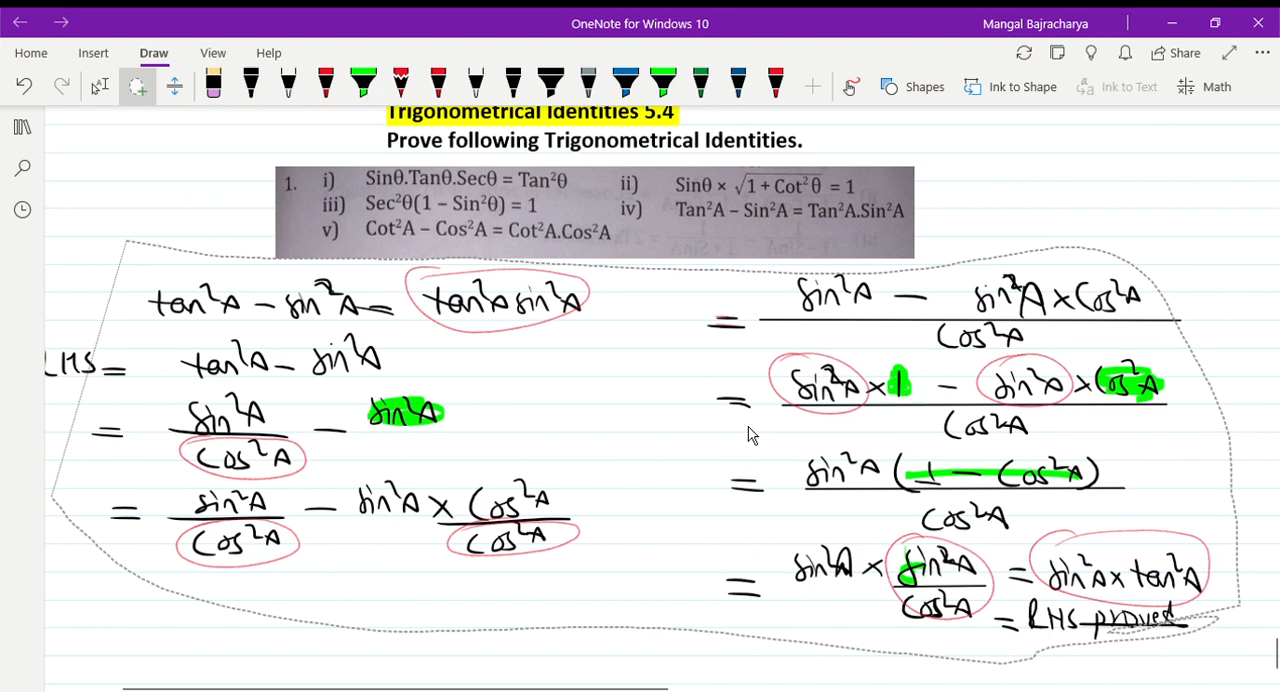 OneNote for Windows 10
Mangal Bajracharya
Home Insert Draw View Help
Share
Shapes Ink to Shape Ink to Text Math
Trigonometrical Identities 5.4
Prove following Trigonometrical Identities.
1. i) Sinθ.Tanθ.Secθ = Tan²θ ii) Sinθ × √1 + Cot²θ = 1
iii) Sec²θ(1 − Sin²θ) = 1 iv) Tan²A − Sin²A = Tan²A.Sin²A
v) Cot²A − Cos²A = Cot²A.Cos²A
tan²A − sin²A = tan²A sin²A
LHS = tan²A − sin²A
= sin²A / Cos²A − sin²A
= sin²A / Cos²A − sin²A × Cos²A / Cos²A
= sin²A − sin²A × Cos²A / Cos²A
= sin²A × 1 − sin²A × Cos²A / Cos²A
= sin²A (1 − Cos²A) / Cos²A
= sin²A × sin²A / Cos²A = sin²A × tan²A
= RHS proved